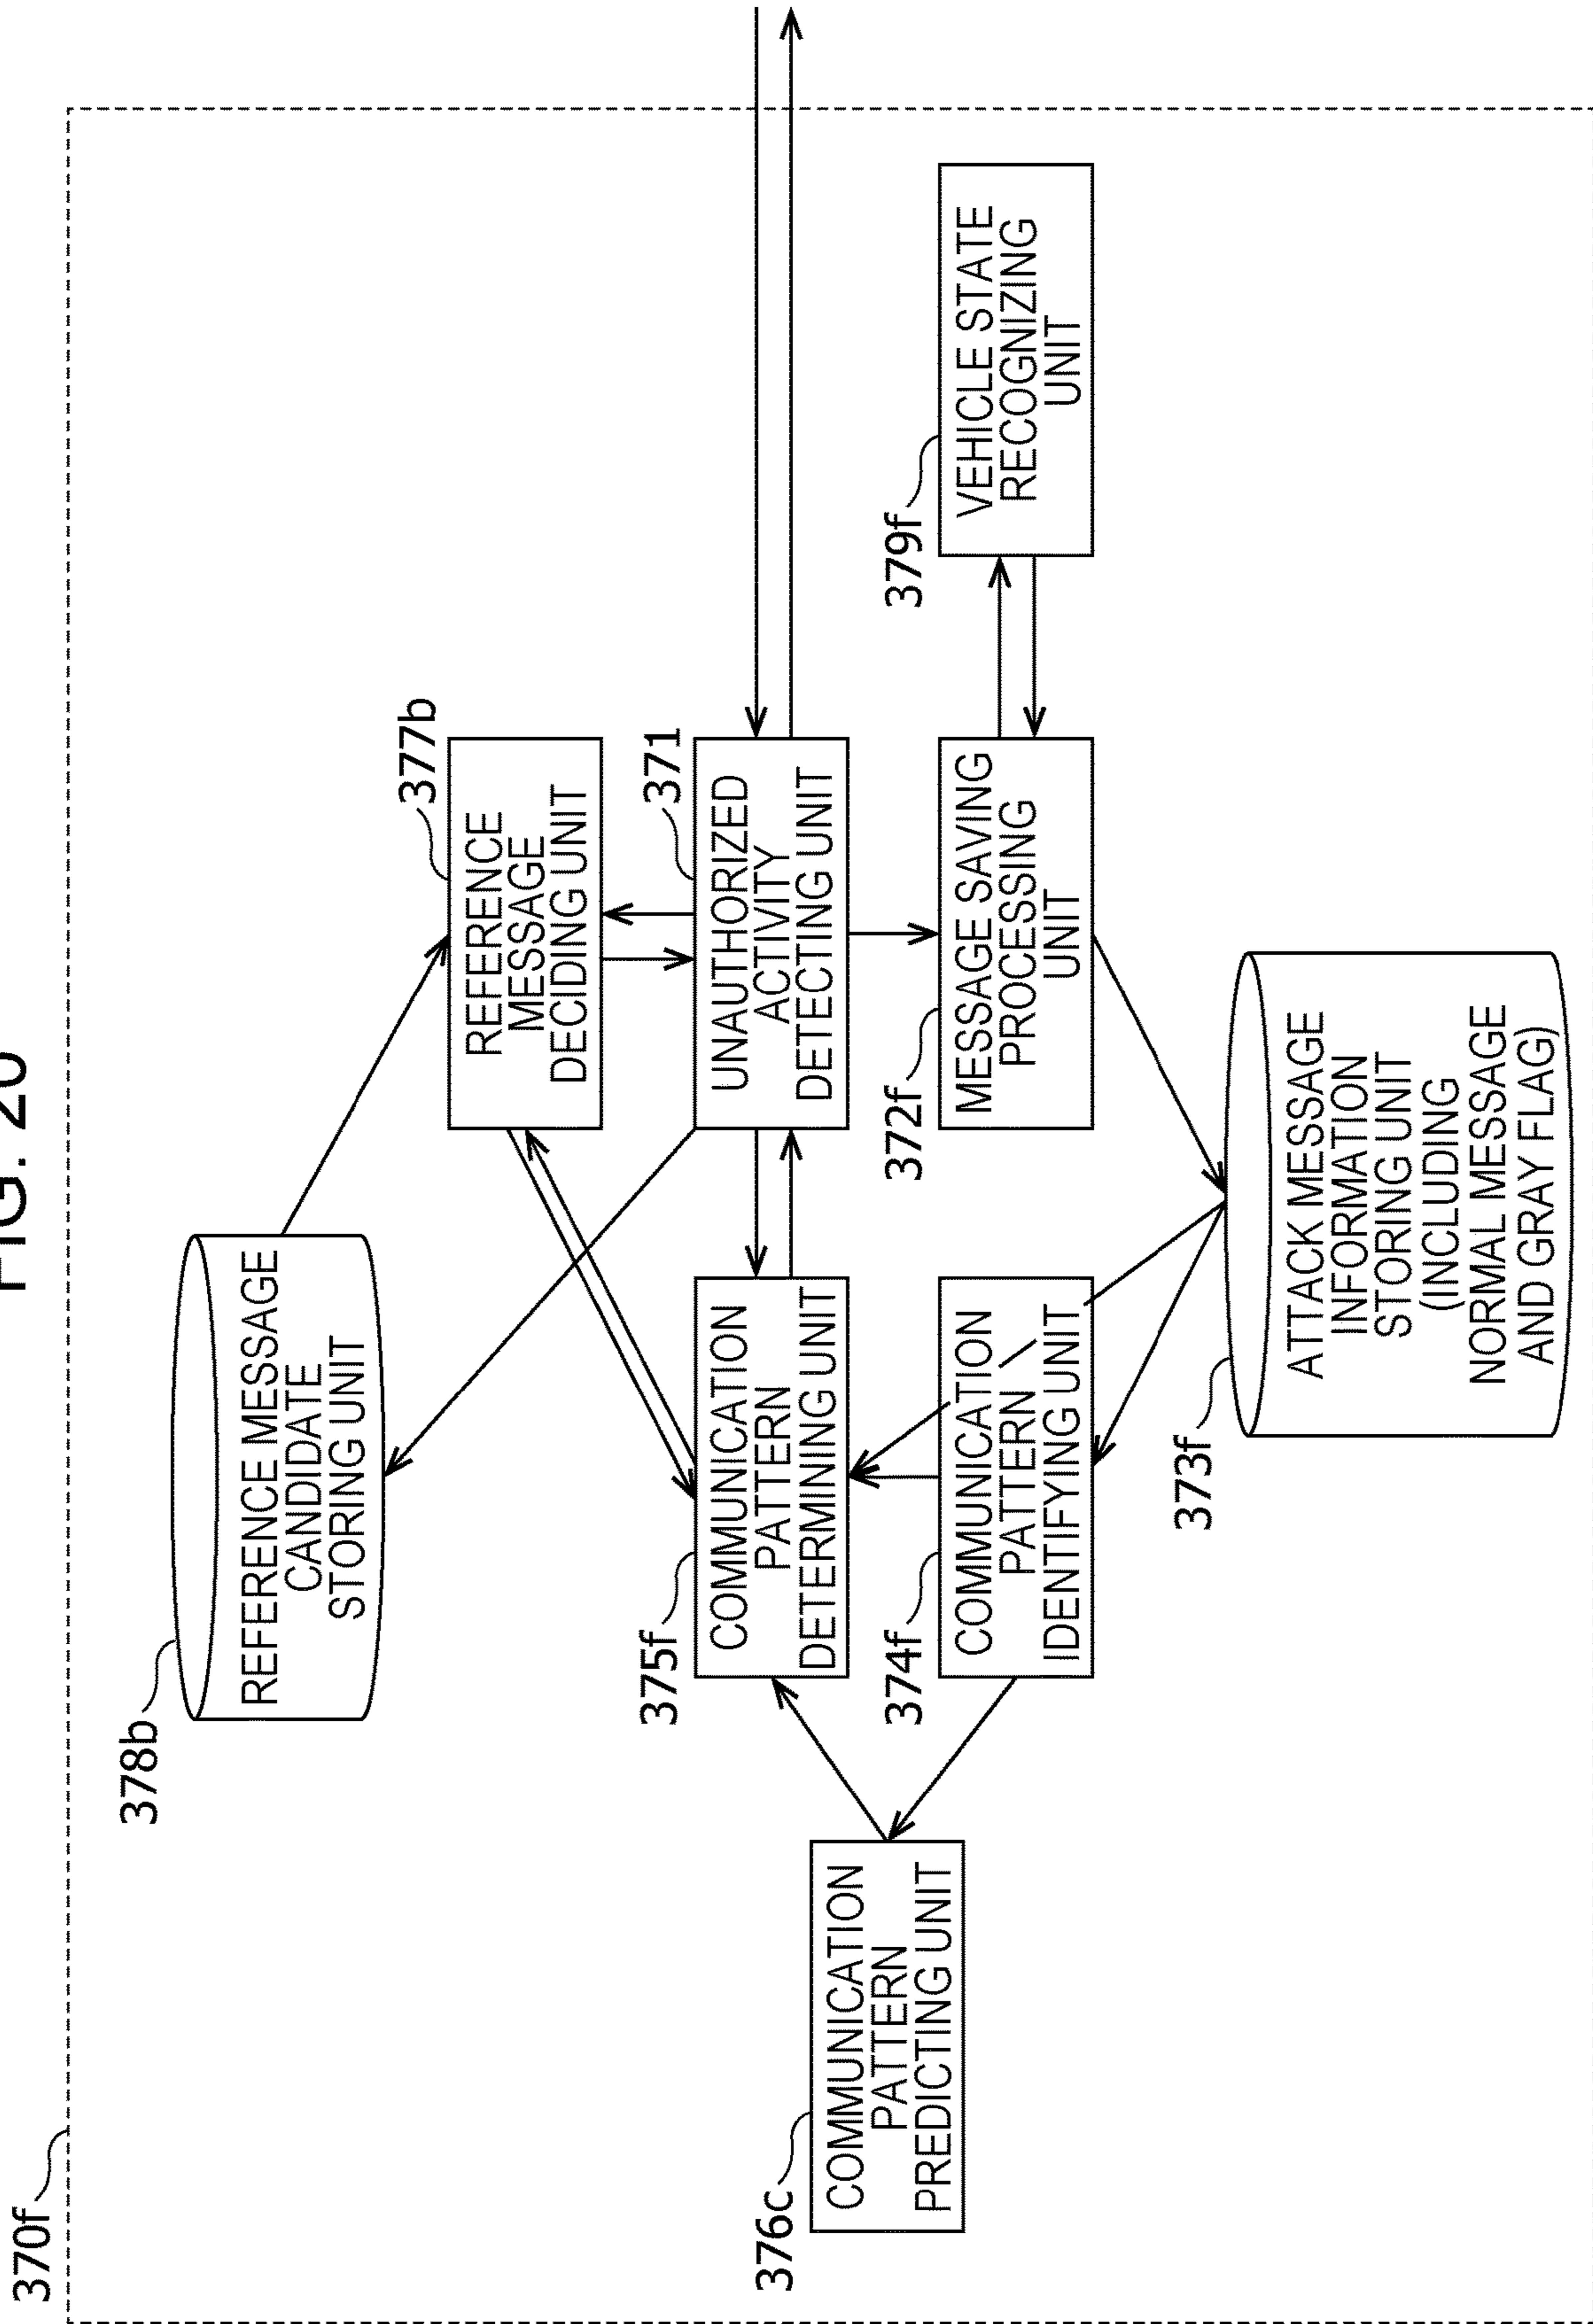 FIG. 20
370f
378b
REFERENCE MESSAGE
CANDIDATE
STORING UNIT
377b
REFERENCE
MESSAGE
DECIDING UNIT
375f
COMMUNICATION
PATTERN
DETERMINING UNIT
371
UNAUTHORIZED
ACTIVITY
DETECTING UNIT
376c
COMMUNICATION
PATTERN
PREDICTING UNIT
374f
COMMUNICATION
PATTERN
IDENTIFYING UNIT
372f
MESSAGE SAVING
PROCESSING
UNIT
379f
VEHICLE STATE
RECOGNIZING
UNIT
373f
ATTACK MESSAGE
INFORMATION
STORING UNIT
(INCLUDING
NORMAL MESSAGE
AND GRAY FLAG)